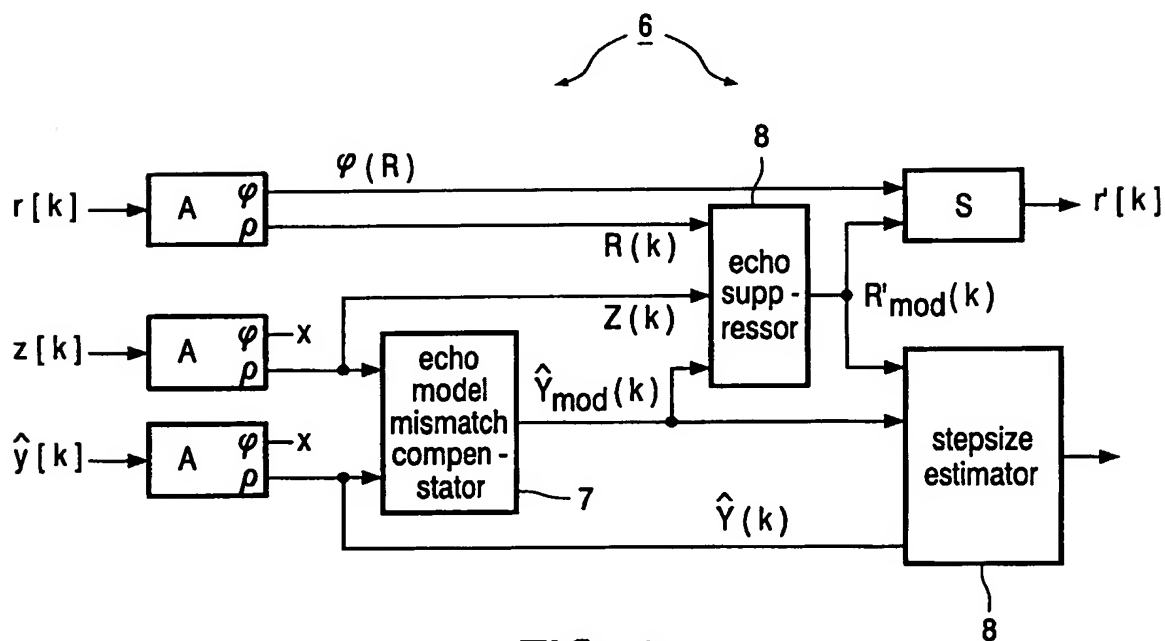 6
8
φ(R)
r[k]
A
φ
ρ
S
r'[k]
R(k)
echo
supp-
ressor
R'mod(k)
Z(k)
z[k]
A
φ
x
ρ
echo
model
mismatch
compen-
stator
Ŷmod(k)
ŷ[k]
A
φ
x
ρ
7
stepsize
estimator
Ŷ(k)
8